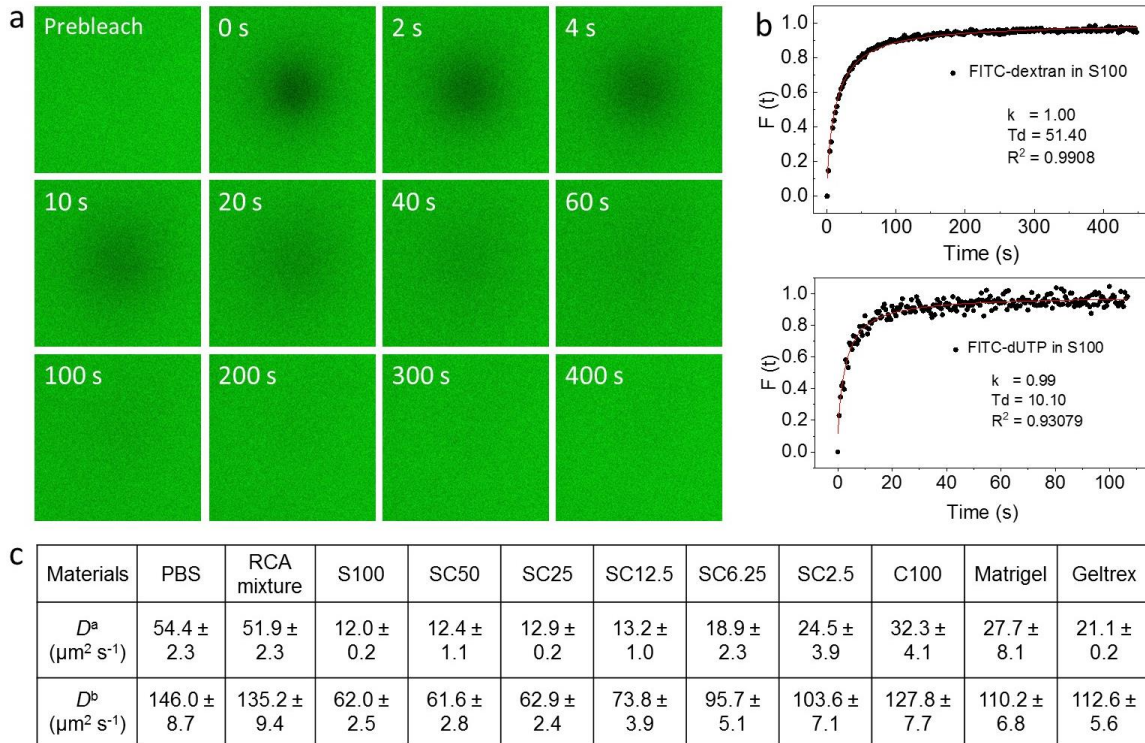 a
Prebleach
0 s
2 s
4 s
10 s
20 s
40 s
60 s
100 s
200 s
300 s
400 s
b
1.0
0.8
0.6
0.4
0.2
0.0
F (t)
FITC-dextran in S100
k = 1.00
Td = 51.40
R² = 0.9908
0 100 200 300 400
Time (s)
1.0
0.8
0.6
0.4
0.2
0.0
F (t)
FITC-dUTP in S100
k = 0.99
Td = 10.10
R² = 0.93079
0 20 40 60 80 100
Time (s)
c
Materials PBS RCA mixture S100 SC50 SC25 SC12.5 SC6.25 SC2.5 C100 Matrigel Geltrex
Dᵃ (µm² s⁻¹) 54.4 ± 2.3 51.9 ± 2.3 12.0 ± 0.2 12.4 ± 1.1 12.9 ± 0.2 13.2 ± 1.0 18.9 ± 2.3 24.5 ± 3.9 32.3 ± 4.1 27.7 ± 8.1 21.1 ± 0.2
Dᵇ (µm² s⁻¹) 146.0 ± 8.7 135.2 ± 9.4 62.0 ± 2.5 61.6 ± 2.8 62.9 ± 2.4 73.8 ± 3.9 95.7 ± 5.1 103.6 ± 7.1 127.8 ± 7.7 110.2 ± 6.8 112.6 ± 5.6